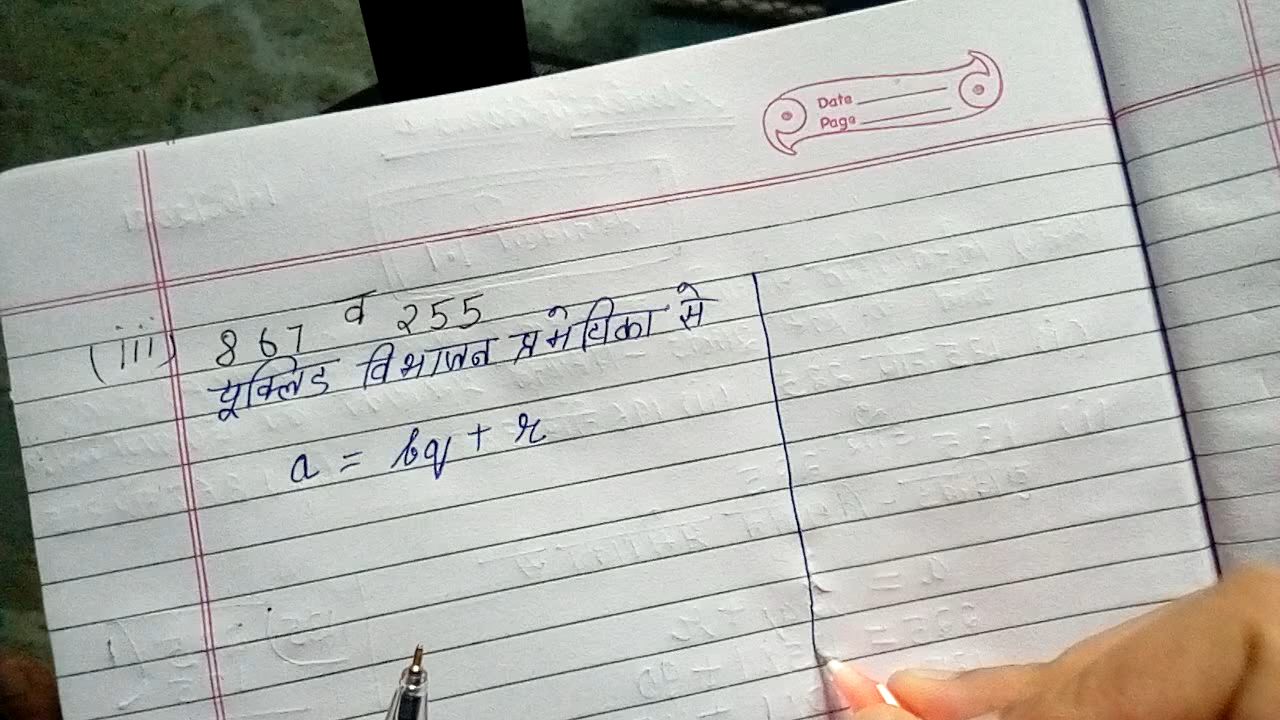 Date
Page
(iii) 867 व 255
यूक्लिड विभाजन प्रमेयिका से
a = bq + r